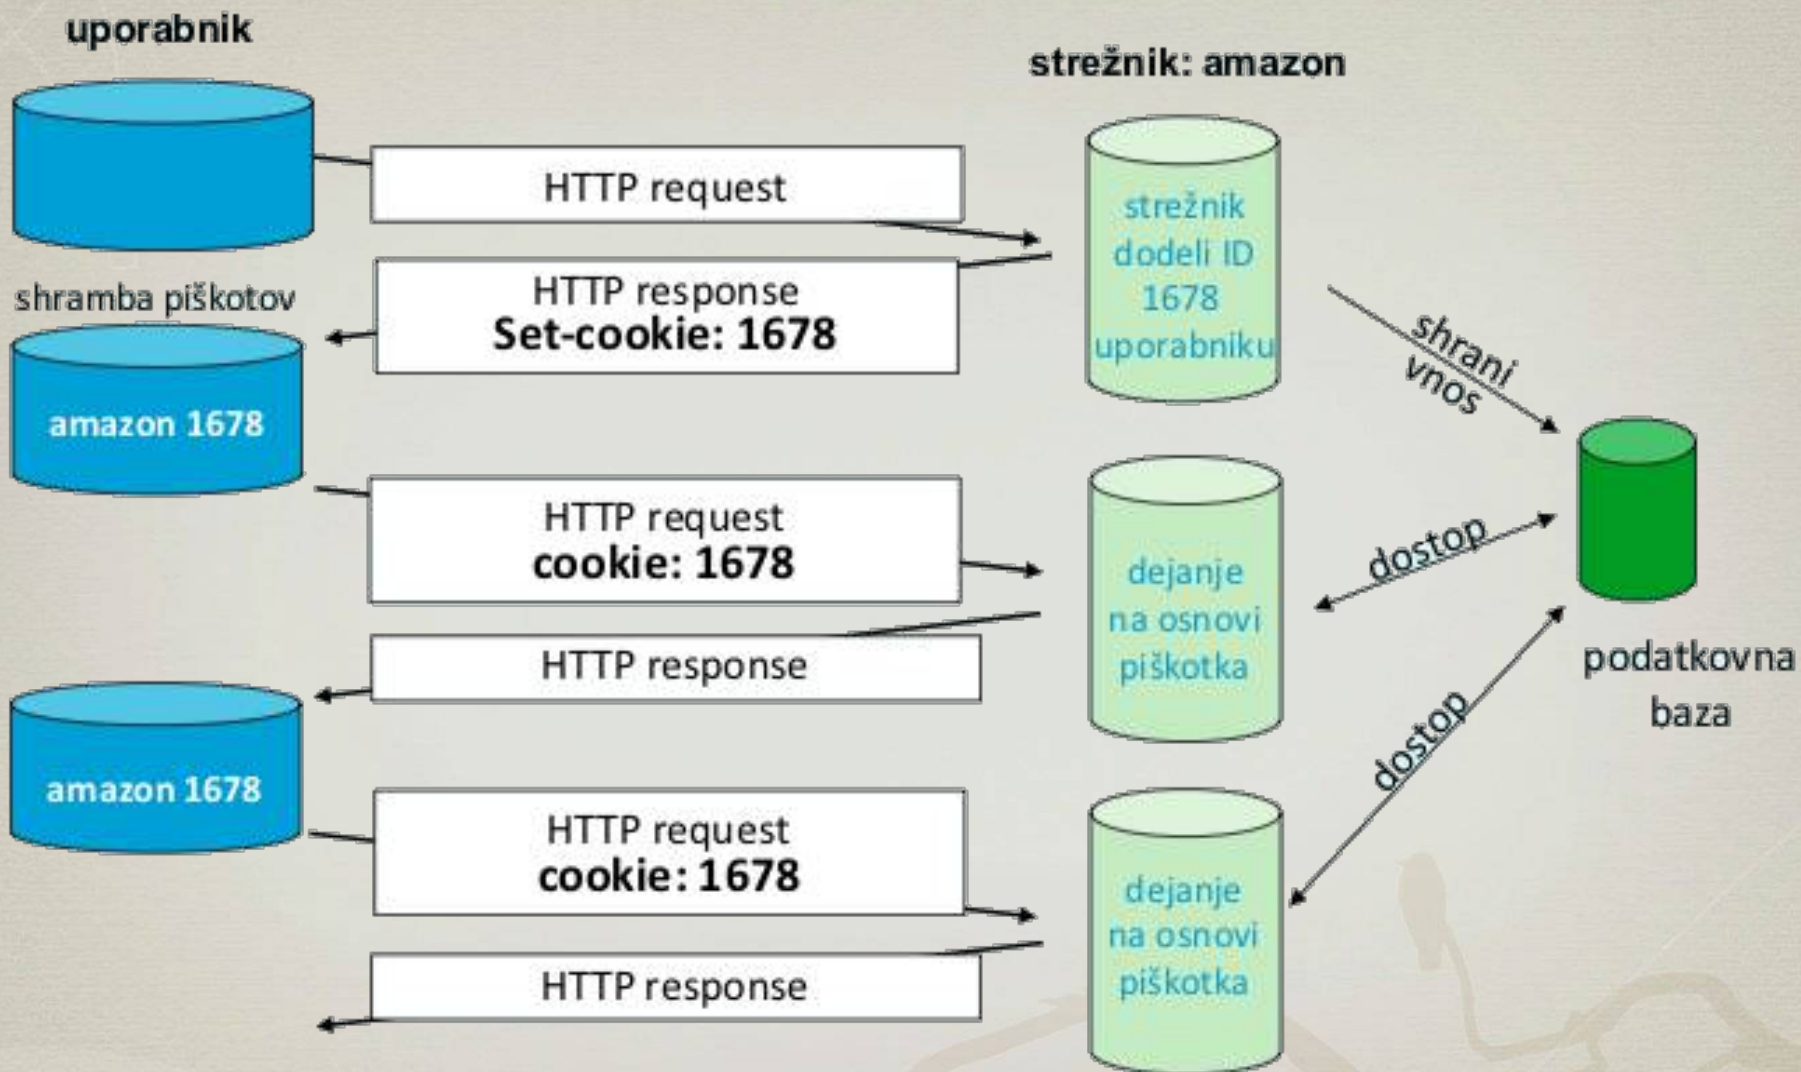 uporabnik
strežnik: amazon
HTTP request
strežnik
dodeli ID
1678
uporabniku
HTTP response
Set-cookie: 1678
shramba piškotov
amazon 1678
shrani
vnos
HTTP request
cookie: 1678
dejanje
na osnovi
piškotka
dostop
HTTP response
podatkovna
baza
amazon 1678
dostop
HTTP request
cookie: 1678
dejanje
na osnovi
piškotka
HTTP response